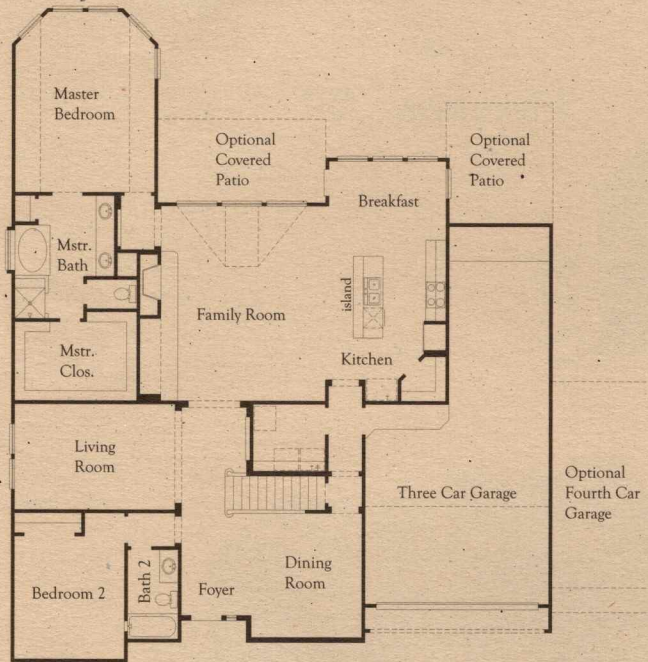 Master
Bedroom
Optional
Covered
Patio
Optional
Covered
Patio
Breakfast
Mstr.
Bath
island
Family Room
Mstr.
Clos.
Kitchen
Living
Room
Three Car Garage
Optional
Fourth Car
Garage
Dining
Room
Bedroom 2
Bath 2
Foyer